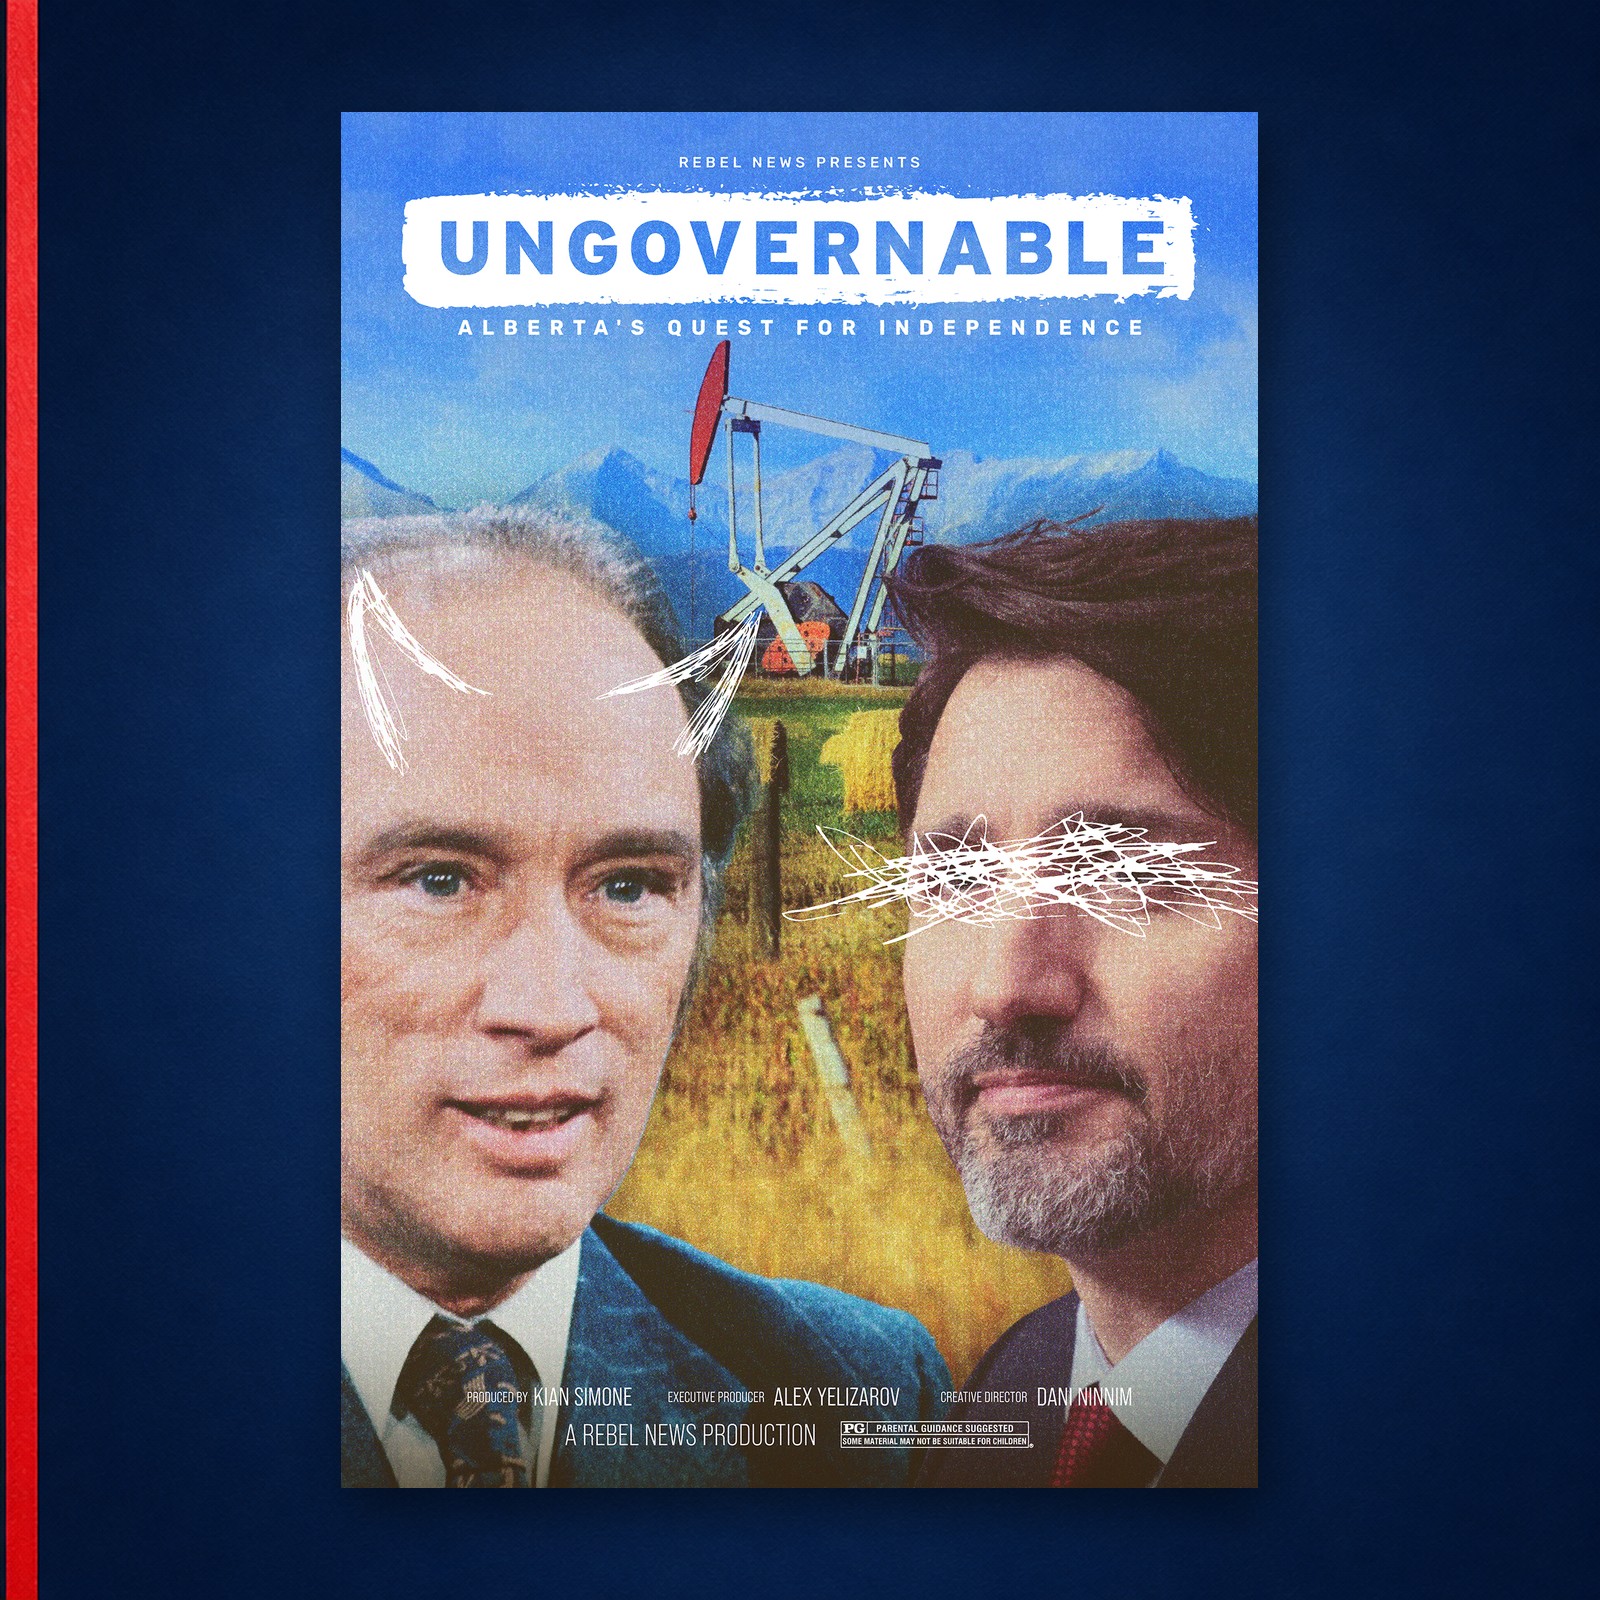 REBEL NEWS PRESENTS
UNGOVERNABLE
ALBERTA'S QUEST FOR INDEPENDENCE
PRODUCED BY KIAN SIMONE EXECUTIVE PRODUCER ALEX YELIZAROV CREATIVE DIRECTOR DANI NINNIM
A REBEL NEWS PRODUCTION
PG PARENTAL GUIDANCE SUGGESTED
SOME MATERIAL MAY NOT BE SUITABLE FOR CHILDREN